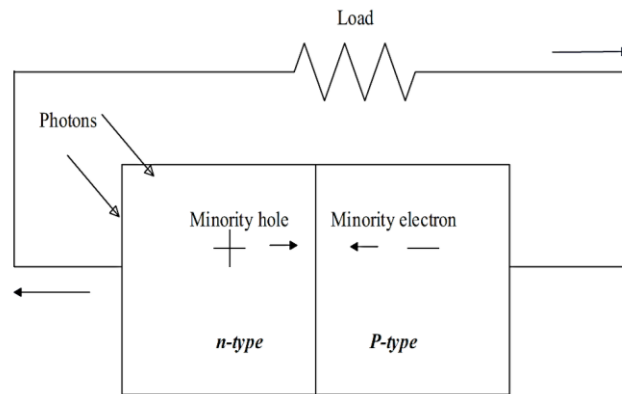 Load
Photons
Minority hole
Minority electron
n-type
P-type